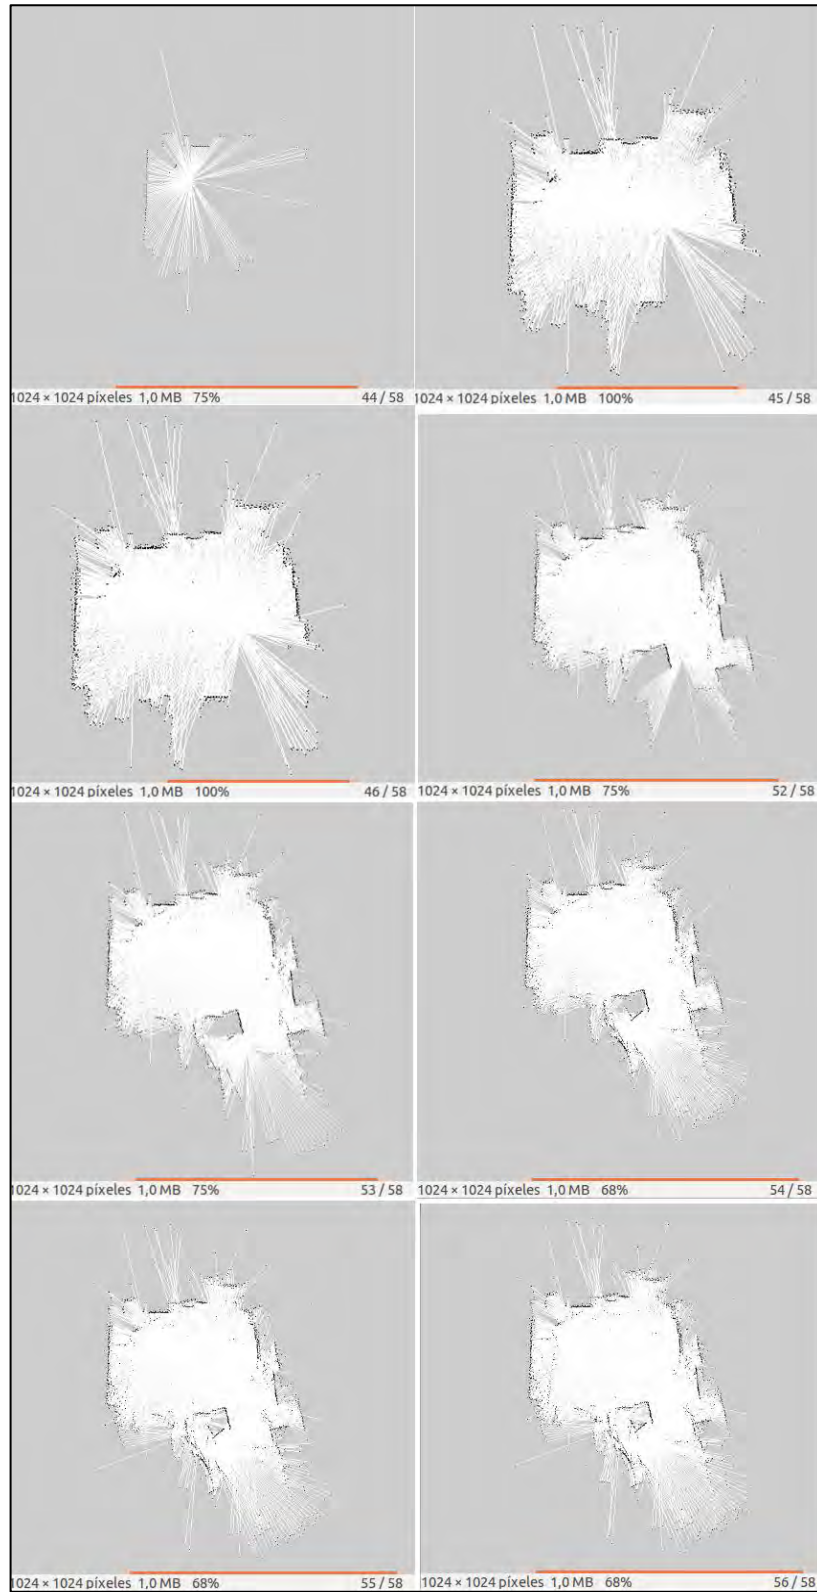 1024 × 1024 píxeles 1,0 MB 75% 44 / 58
1024 × 1024 píxeles 1,0 MB 100% 45 / 58
1024 × 1024 píxeles 1,0 MB 100% 46 / 58
1024 × 1024 píxeles 1,0 MB 75% 52 / 58
1024 × 1024 píxeles 1,0 MB 75% 53 / 58
1024 × 1024 píxeles 1,0 MB 68% 54 / 58
1024 × 1024 píxeles 1,0 MB 68% 55 / 58
1024 × 1024 píxeles 1,0 MB 68% 56 / 58